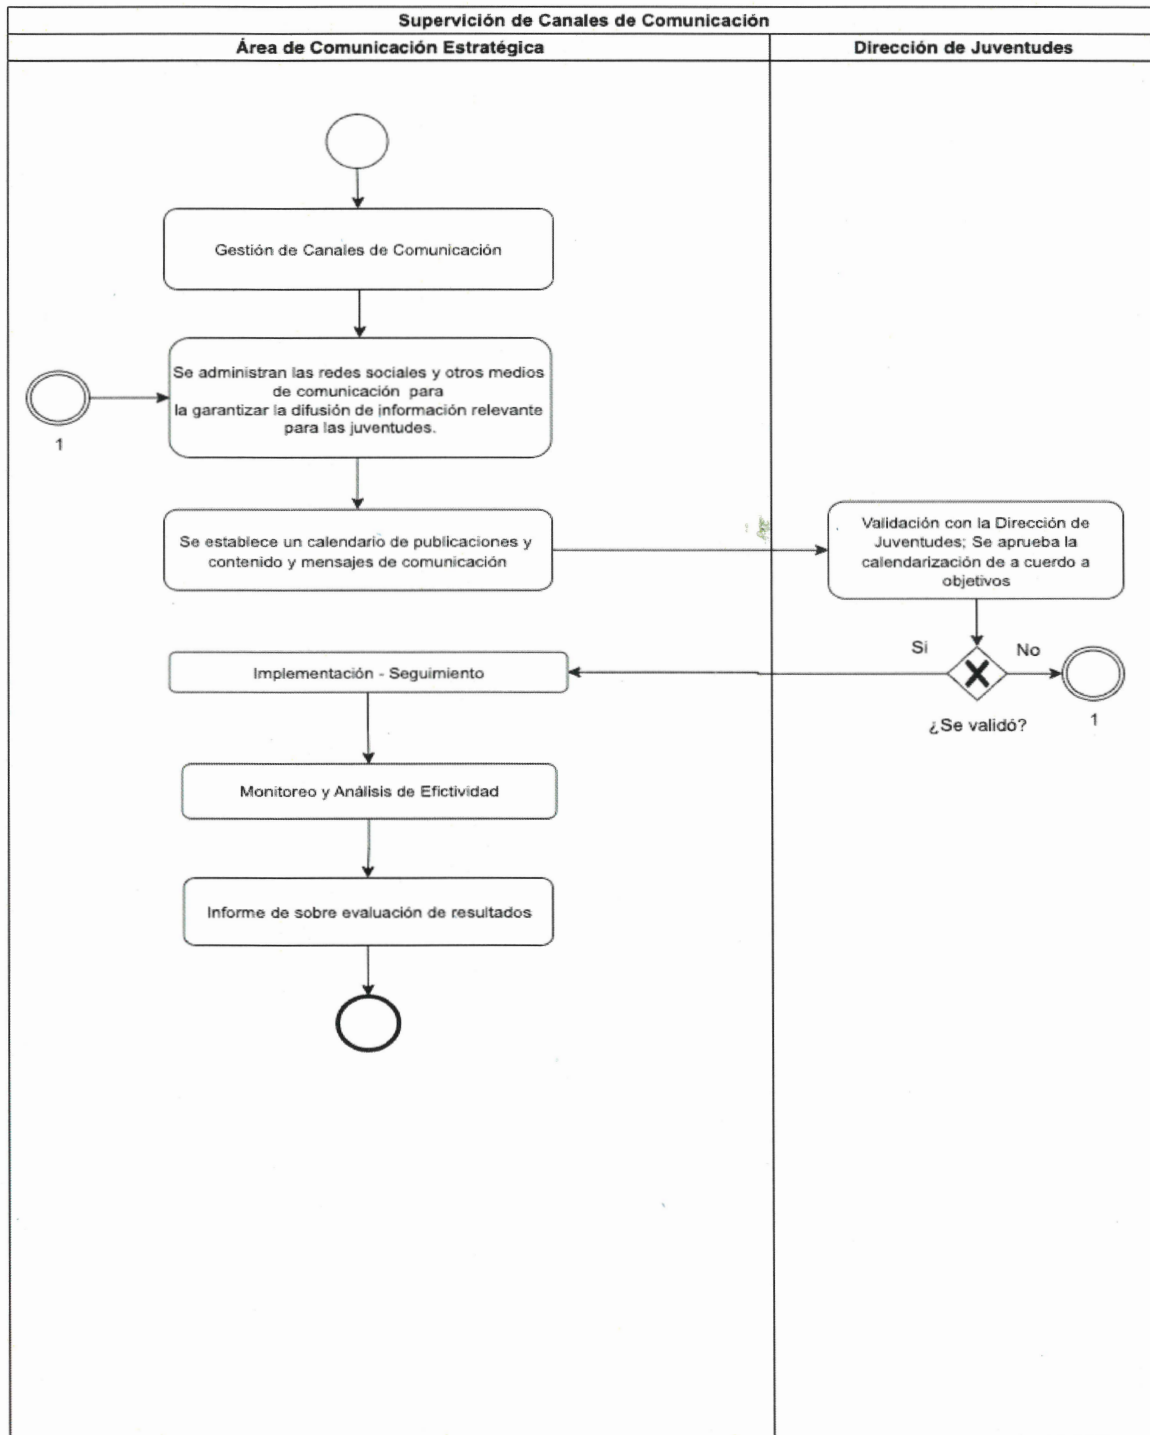 Supervición de Canales de Comunicación
Área de Comunicación Estratégica
Dirección de Juventudes
Gestión de Canales de Comunicación
Se administran las redes sociales y otros medios
de comunicación para
la garantizar la difusión de información relevante
para las juventudes.
1
Se establece un calendario de publicaciones y
contenido y mensajes de comunicación
Validación con la Dirección de
Juventudes; Se aprueba la
calendarización de a cuerdo a
objetivos
Si
No
¿Se validó?
1
Implementación - Seguimiento
Monitoreo y Análisis de Efictividad
Informe de sobre evaluación de resultados